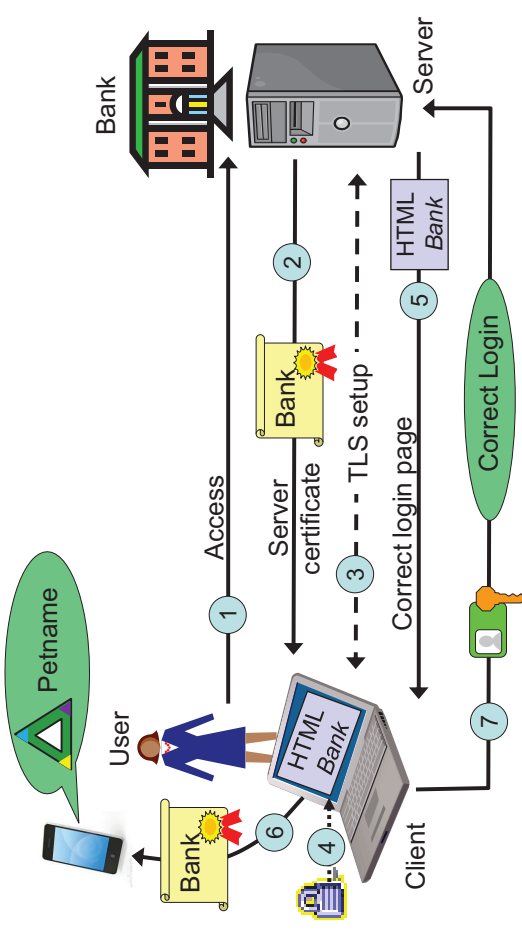 Petname
User
Bank
Access
1
Bank
6
Bank
2
Server
certificate
Server
HTML
Bank
4
3
TLS setup
HTML
Bank
5
Correct login page
Client
7
Correct Login